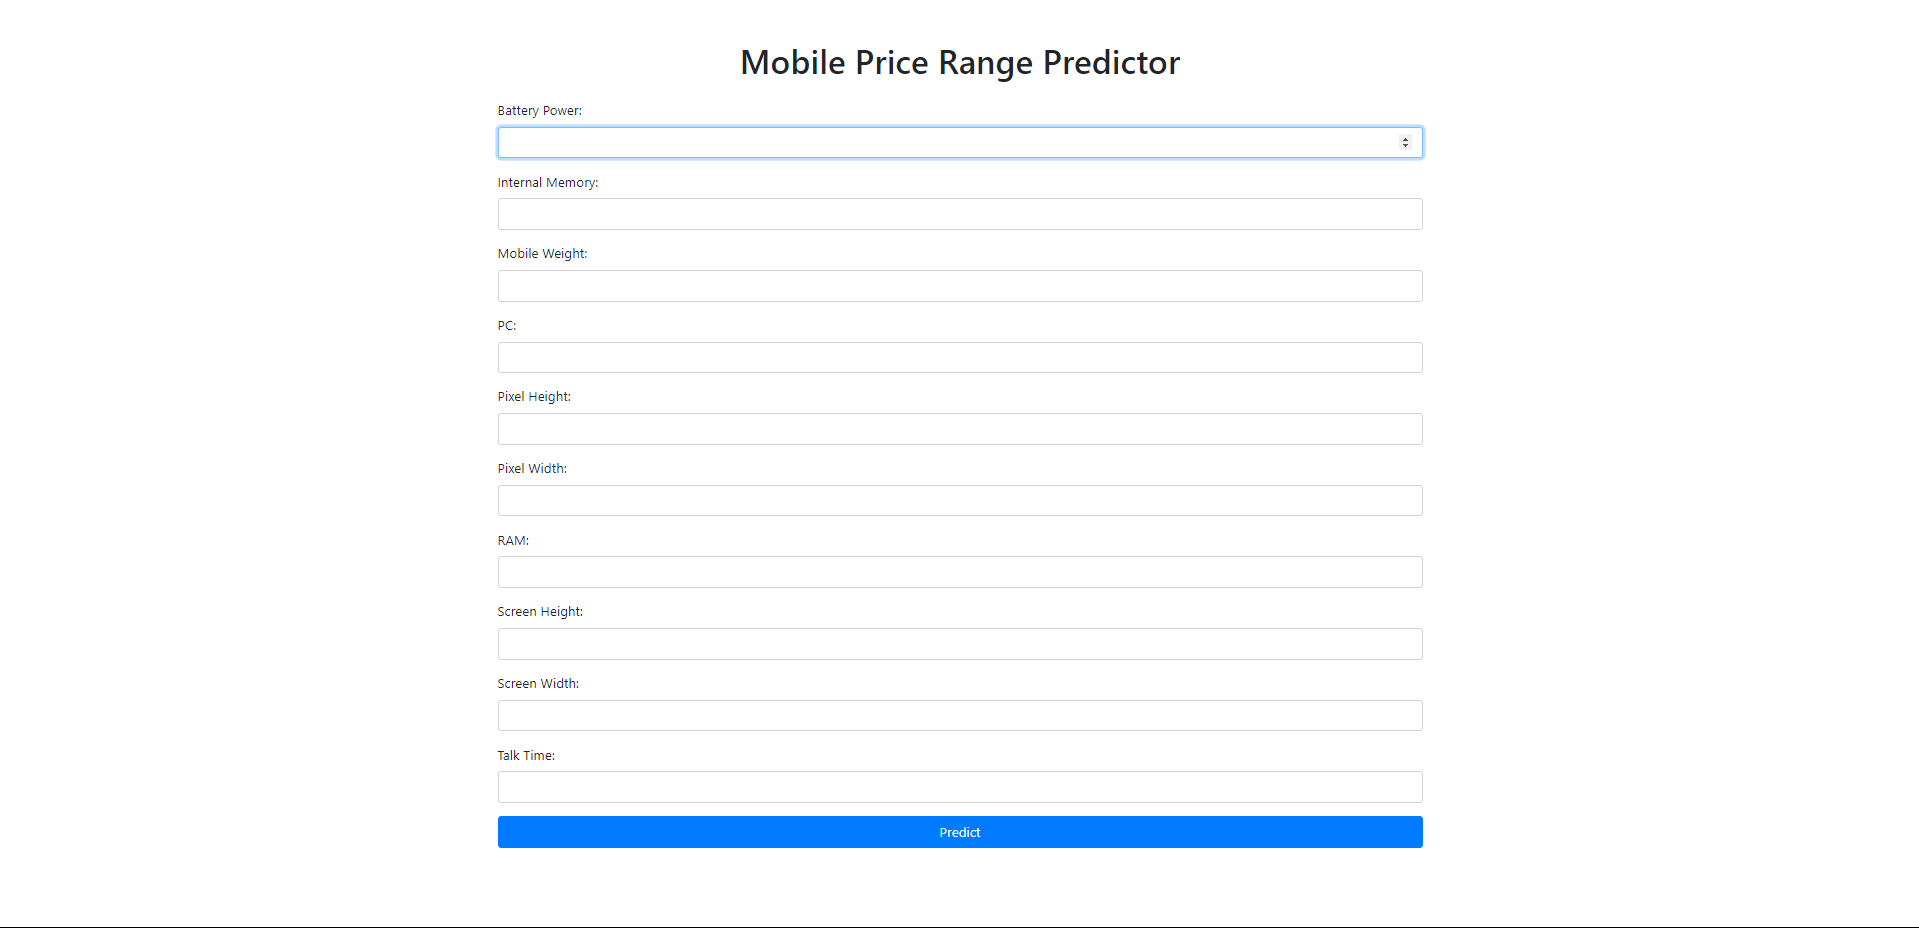 Mobile Price Range Predictor
Battery Power:
Internal Memory:
Mobile Weight:
PC:
Pixel Height:
Pixel Width:
RAM:
Screen Height:
Screen Width:
Talk Time:
Predict